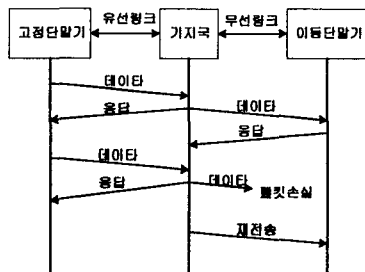 유선링크
무선링크
고정단말기
기지국
이동단말기
데이타
응답
데이타
응답
데이타
응답
데이타
패킷손실
재전송